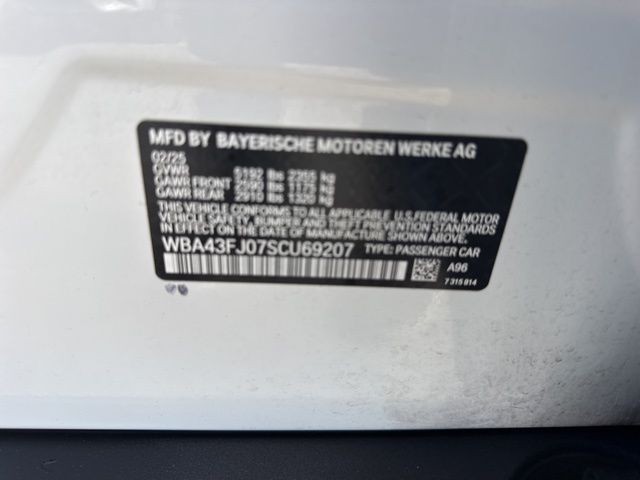 MFD BY BAYERISCHE MOTOREN WERKE AG
02/25
GVWR 5192 lbs 2355 kg
GAWR FRONT 2590 lbs 1175 kg
GAWR REAR 2910 lbs 1320 kg
THIS VEHICLE CONFORMS TO ALL APPLICABLE U.S. FEDERAL MOTOR
VEHICLE SAFETY, BUMPER AND THEFT PREVENTION STANDARDS
IN EFFECT ON THE DATE OF MANUFACTURE SHOWN ABOVE.
WBA43FJ07SCU69207 TYPE: PASSENGER CAR
A96
7 315 814